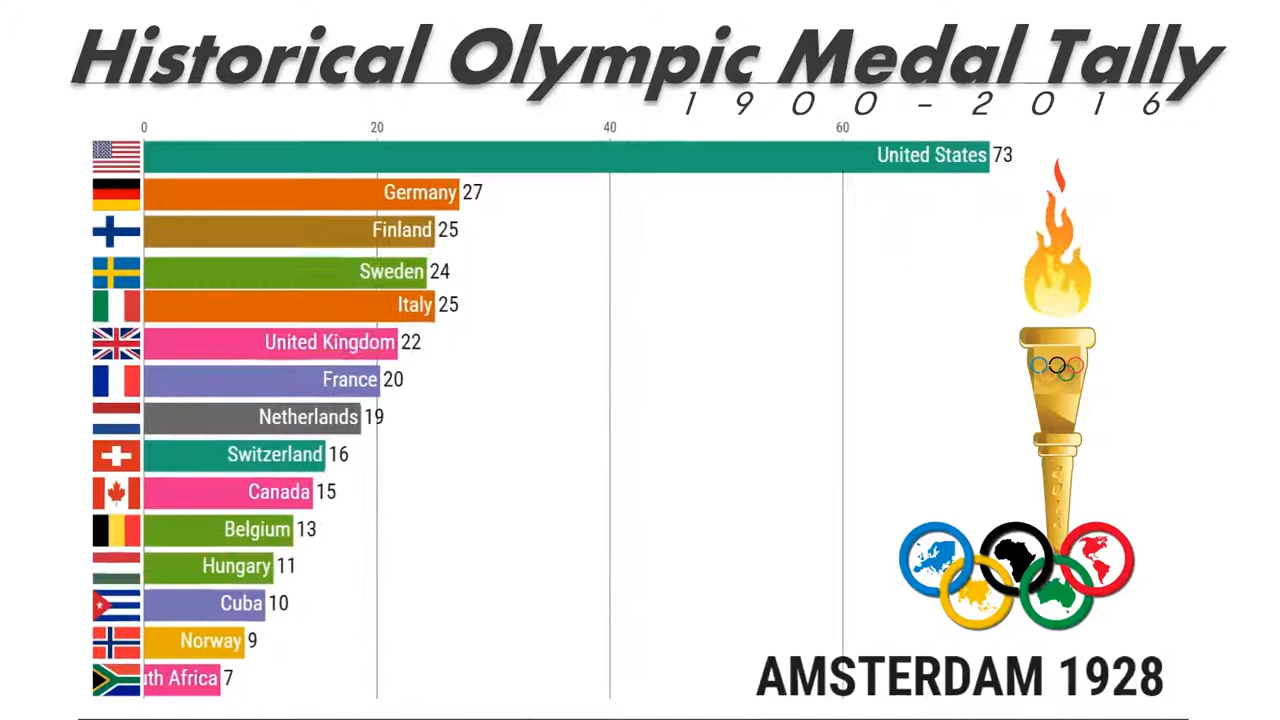 Historical Olympic Medal Tally
1900-2016
0 20 40 60
United States 73
Germany 27
Finland 25
Sweden 24
Italy 25
United Kingdom 22
France 20
Netherlands 19
Switzerland 16
Canada 15
Belgium 13
Hungary 11
Cuba 10
Norway 9
uth Africa 7
AMSTERDAM 1928